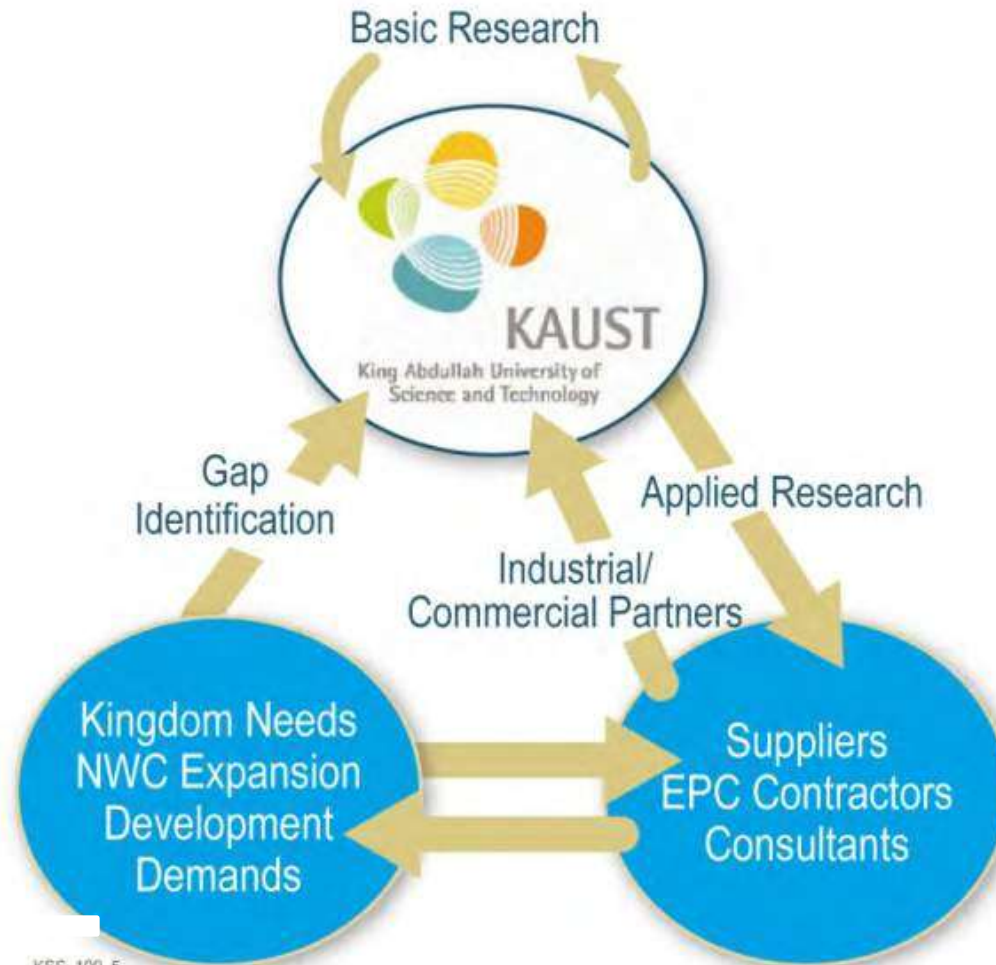 Basic Research
KAUST
King Abdullah University of
Science and Technology
Gap
Identification
Applied Research
Industrial/
Commercial Partners
Kingdom Needs
NWC Expansion
Development
Demands
Suppliers
EPC Contractors
Consultants